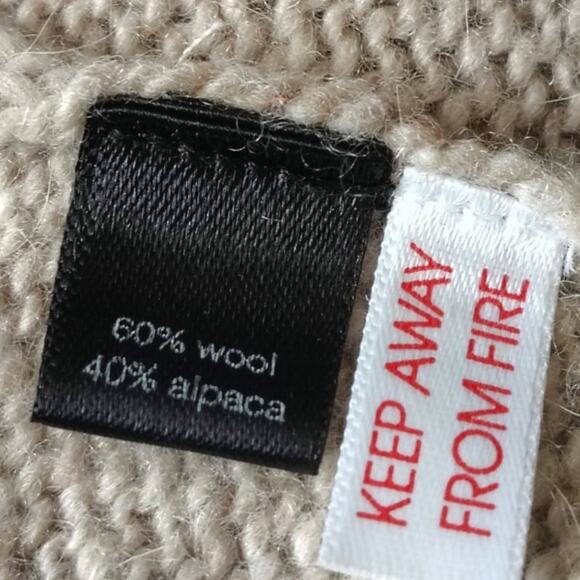 60% wool
40% alpaca
KEEP AWAY
FROM FIRE